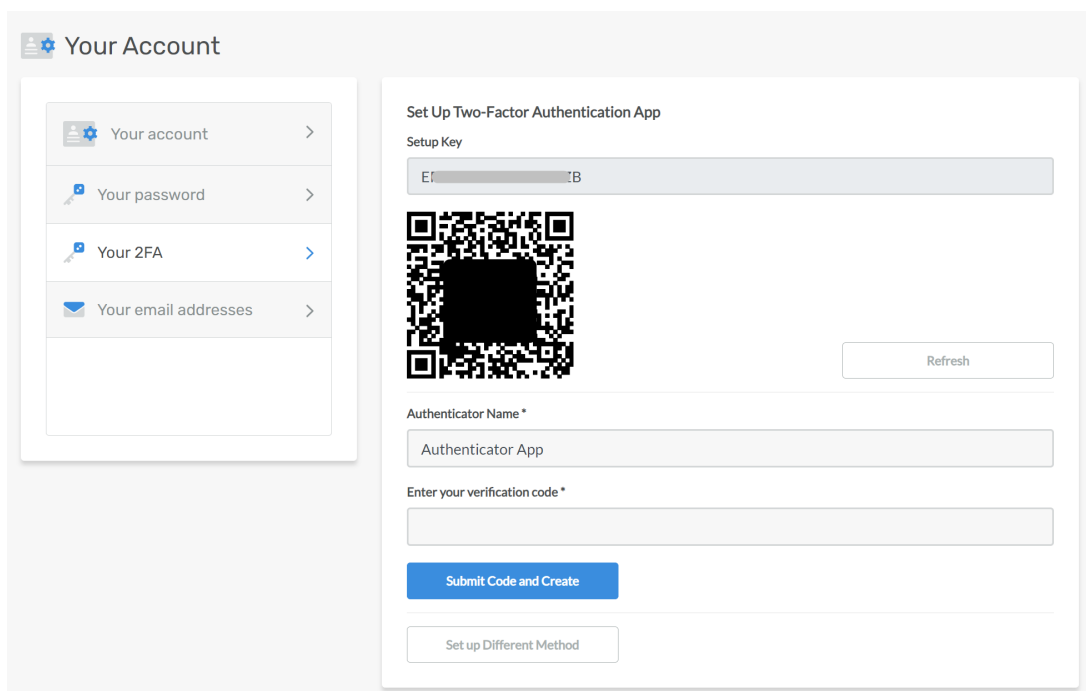 Your Account
Your account
Your password
Your 2FA
Your email addresses
Set Up Two-Factor Authentication App
Setup Key
Refresh
Authenticator Name *
Authenticator App
Enter your verification code *
Submit Code and Create
Set up Different Method